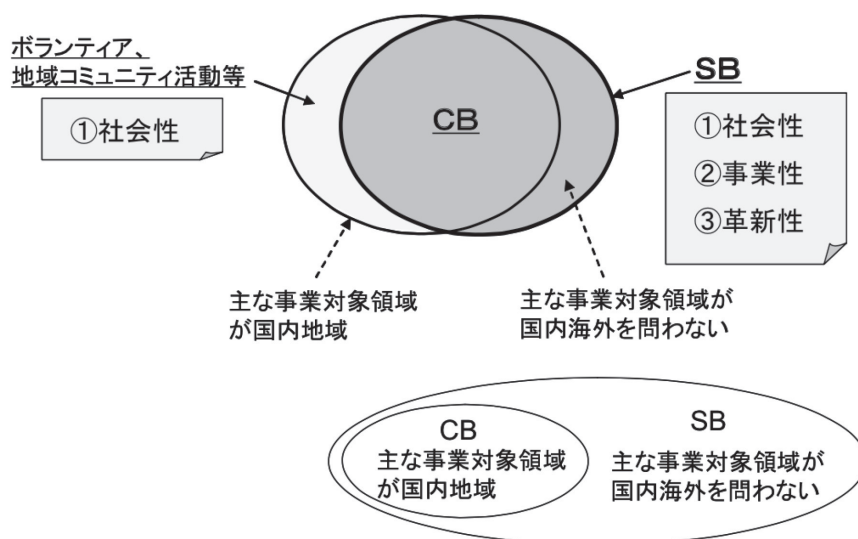 ボランティア、
地域コミュニティ活動等
①社会性
CB
SB
①社会性
②事業性
③革新性
主な事業対象領域
が国内地域
主な事業対象領域が
国内海外を問わない
CB
主な事業対象領域
が国内地域
SB
主な事業対象領域が
国内海外を問わない